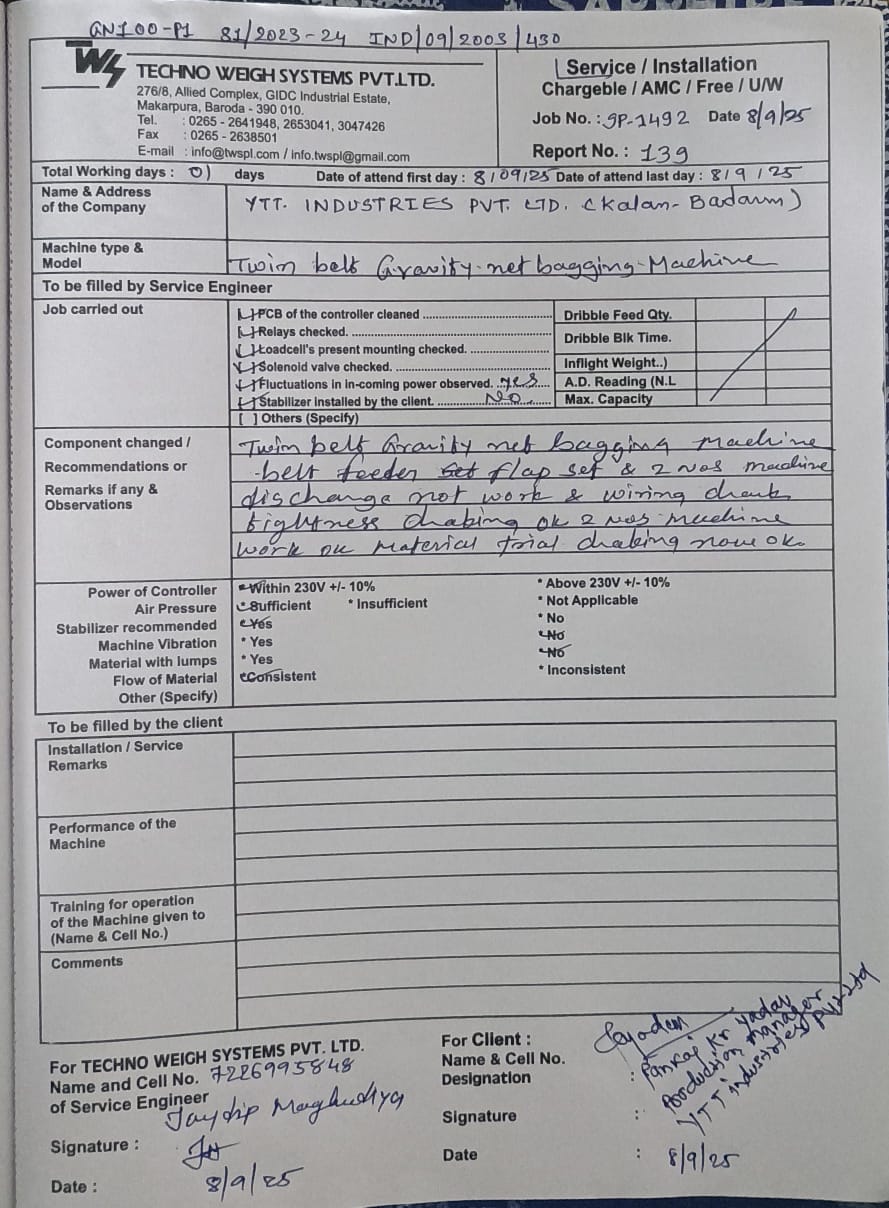 GN100-P1 81/2023-24 IND/09/2003/430
TWS TECHNO WEIGH SYSTEMS PVT.LTD.
276/8, Allied Complex, GIDC Industrial Estate,
Makarpura, Baroda - 390 010.
Tel. : 0265 - 2641948, 2653041, 3047426
Fax : 0265 - 2638501
E-mail : info@twspl.com / info.twspl@gmail.com
Service / Installation
Chargeble / AMC / Free / U/W
Job No. : SP-1492 Date 8/9/25
Report No. : 139
Total Working days : 01 days Date of attend first day : 8/09/25 Date of attend last day : 8/9/25
Name & Address
of the Company
YTT. INDUSTRIES PVT. LTD. (Kalan-
Machine type &
Model
Twin belt Gravity net bagging Machine
To be filled by Service Engineer
Job carried out
PCB of the controller cleaned
Relays checked.
Loadcell's present mounting checked.
Solenoid valve checked.
Fluctuations in in-coming power observed. yes
Stabilizer installed by the client. No
[ ] Others (Specify)
Dribble Feed Qty.
Dribble Blk Time.
Inflight Weight..)
A.D. Reading (N.L
Max. Capacity
Component changed /
Recommendations or
Remarks if any &
Observations
Twin belt Gravity net bagging machine
belt feeder set flap set & 2 nos machine
discharge not work & wiring chack
tightness chaking ok 2 nos machine
work ok material trial chaking now ok.
Power of Controller * Within 230V +/- 10% * Above 230V +/- 10%
Air Pressure * Sufficient * Insufficient * Not Applicable
Stabilizer recommended * Yes * No
Machine Vibration * Yes * No
Material with lumps * Yes * No
Flow of Material * Consistent * Inconsistent
Other (Specify)
To be filled by the client
Installation / Service
Remarks
Performance of the
Machine
Training for operation
of the Machine given to
(Name & Cell No.)
Comments
For TECHNO WEIGH SYSTEMS PVT. LTD.
Name and Cell No. 7226995848
of Service Engineer
Jaydip
Signature :
Date : 8/9/25
For Client :
Name & Cell No.
Designation :
Pankaj Kr Yadav
Production manager
YTT industries Pvt Ltd
Signature :
Date : 8/9/25